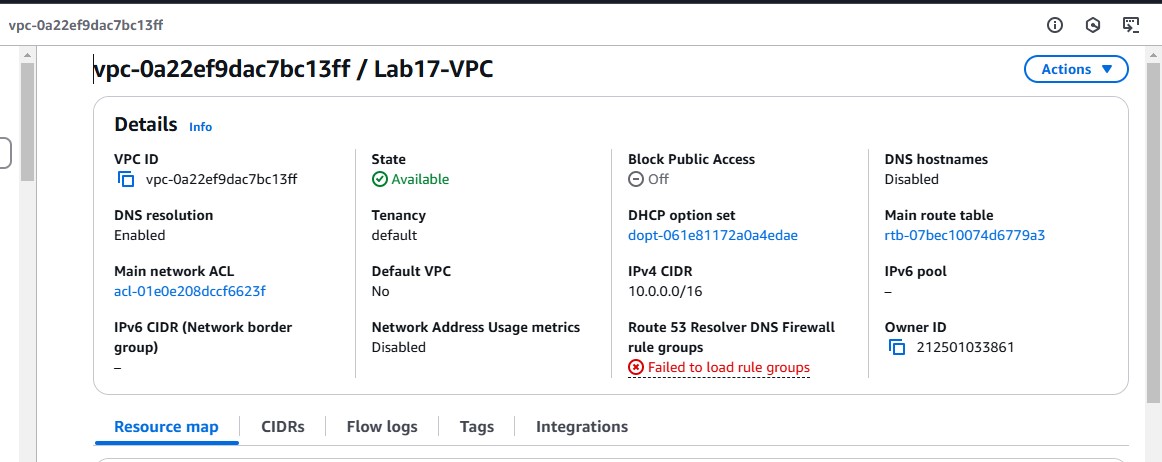 vpc-0a22ef9dac7bc13ff
vpc-0a22ef9dac7bc13ff / Lab17-VPC
Actions
Details Info
VPC ID
vpc-0a22ef9dac7bc13ff
State
Available
Block Public Access
Off
DNS hostnames
Disabled
DNS resolution
Enabled
Tenancy
default
DHCP option set
dopt-061e81172a0a4edae
Main route table
rtb-07bec10074d6779a3
Main network ACL
acl-01e0e208dccf6623f
Default VPC
No
IPv4 CIDR
10.0.0.0/16
IPv6 pool
–
IPv6 CIDR (Network border
group)
–
Network Address Usage metrics
Disabled
Route 53 Resolver DNS Firewall
rule groups
Failed to load rule groups
Owner ID
212501033861
Resource map
CIDRs
Flow logs
Tags
Integrations